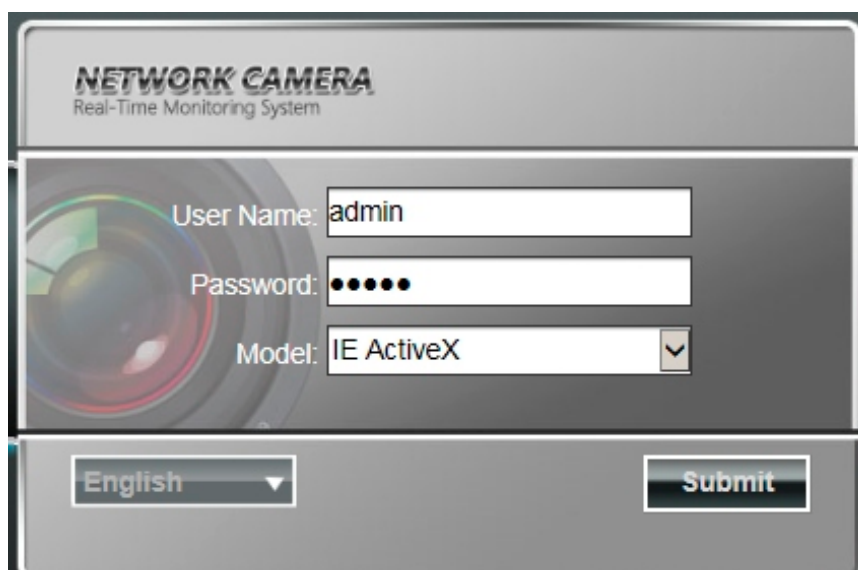 NETWORK CAMERA
Real-Time Monitoring System
User Name: admin
Password: •••••
Model: IE ActiveX
English
Submit